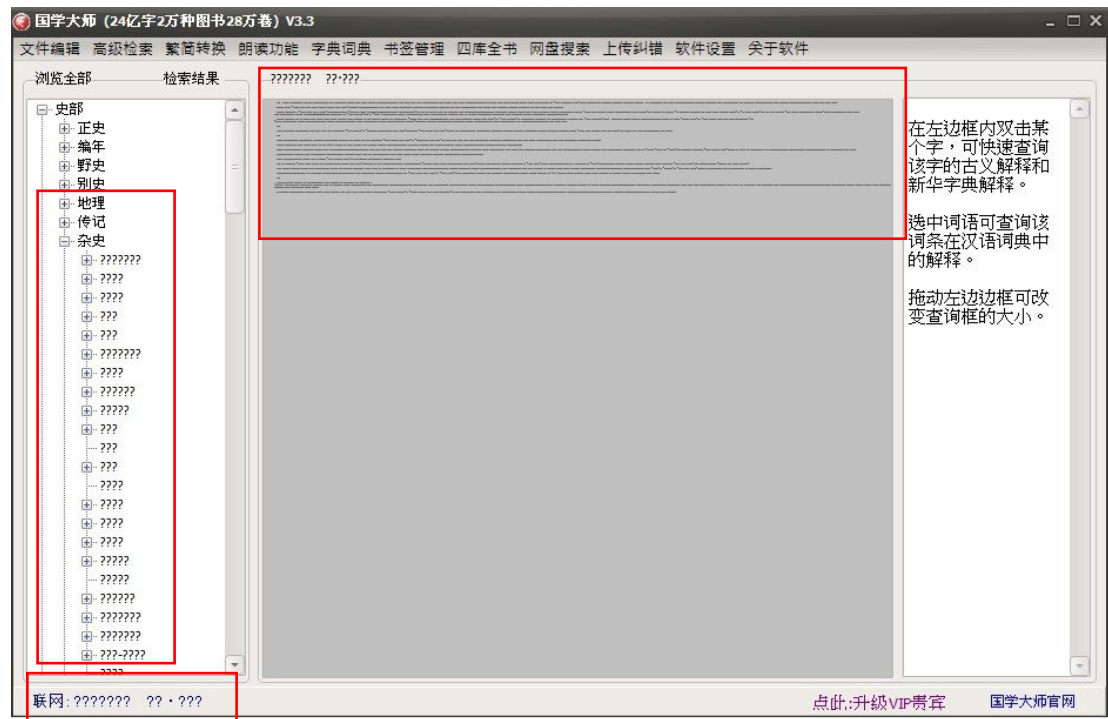 国学大师（24亿字2万种图书28万卷）V3.3
文件编辑 高级检索 繁简转换 朗读功能 字典词典 书签管理 四库全书 网盘搜索 上传纠错 软件设置 关于软件
浏览全部 检索结果 ??????? ??·???
史部
正史
编年
野史
别史
地理
传记
杂史
???????
????
????
???
???
???????
????
??????
?????
???
???
???
????
????
????
????
?????
?????
??????
???????
???????
???-????
????
在左边框内双击某
个字，可快速查询
该字的古义解释和
新华字典解释。
选中词语可查询该
词条在汉语词典中
的解释。
拖动左边边框可改
变查询框的大小。
联网:??????? ??·???
点此:升级VIP贵宾 国学大师官网